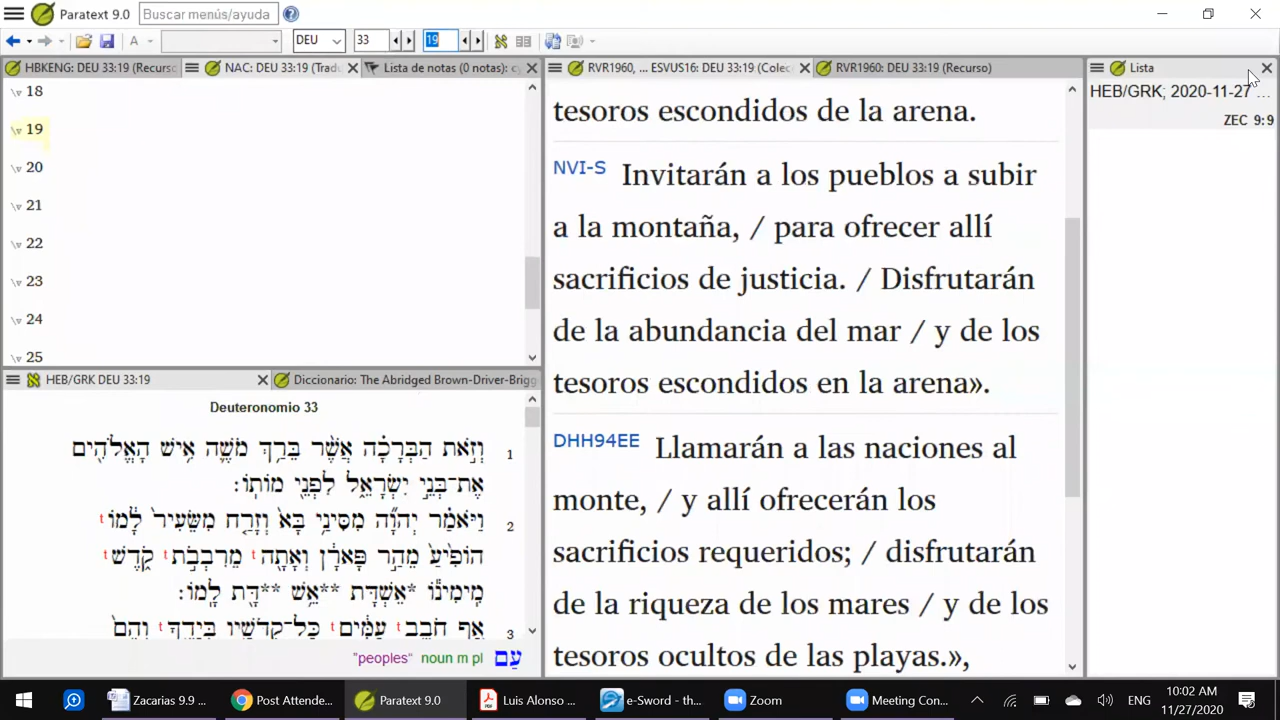 Paratext 9.0
Buscar menús/ayuda
A
DEU
33
19
HBKENG: DEU 33:19 (Recurso
NAC: DEU 33:19 (Tradu
Lista de notas (0 notas):
18
\v 19
\v 20
\v 21
\v 22
\v 23
\v 24
\v 25
HEB/GRK DEU 33:19
Diccionario: The Abridged Brown-Driver-Brigg
Deuteronomio 33
1 וְזֹ֣את הַבְּרָכָ֗ה אֲשֶׁ֨ר בֵּרַ֥ךְ מֹשֶׁ֛ה אִ֥ישׁ הָאֱלֹהִ֖ים
אֶת־בְּנֵ֣י יִשְׂרָאֵ֑ל לִפְנֵ֖י מוֹתֽוֹ׃
2 וַיֹּאמַ֗ר יְהוָ֞ה מִסִּינַ֥י בָּא֙ וְזָרַ֤ח מִשֵּׂעִיר֙ לָ֔מוֹ t
הוֹפִ֙יעַ֙ מֵהַ֣ר פָּארָ֔ן וְאָתָ֖ה t מֵרִבְבֹ֣ת קֹ֑דֶשׁ t
מִֽימִינ֕וֹ *אֵשְׁדָּת **אֵ֥שׁ **דָּ֖ת לָֽמוֹ׃
3 אַ֚ף חֹבֵ֣ב t עַמִּ֔ים t כׇּל־קְדֹשָׁ֖יו בְּיָדֶ֑ךָ t וְהֵם֙
"peoples" noun m pl עַם
RVR1960, ... ESVUS16: DEU 33:19 (Colec
RVR1960: DEU 33:19 (Recurso)
tesoros escondidos de la arena.
NVI-S Invitarán a los pueblos a subir
a la montaña, / para ofrecer allí
sacrificios de justicia. / Disfrutarán
de la abundancia del mar / y de los
tesoros escondidos en la arena».
DHH94EE Llamarán a las naciones al
monte, / y allí ofrecerán los
sacrificios requeridos; / disfrutarán
de la riqueza de los mares / y de los
tesoros ocultos de las playas.»,
Lista
HEB/GRK; 2020-11-27 ...
ZEC 9:9
Zacarias 9.9 ...
Post Attende...
Paratext 9.0
Luis Alonso ...
e-Sword - th...
Zoom
Meeting Con...
ENG
10:02 AM
11/27/2020